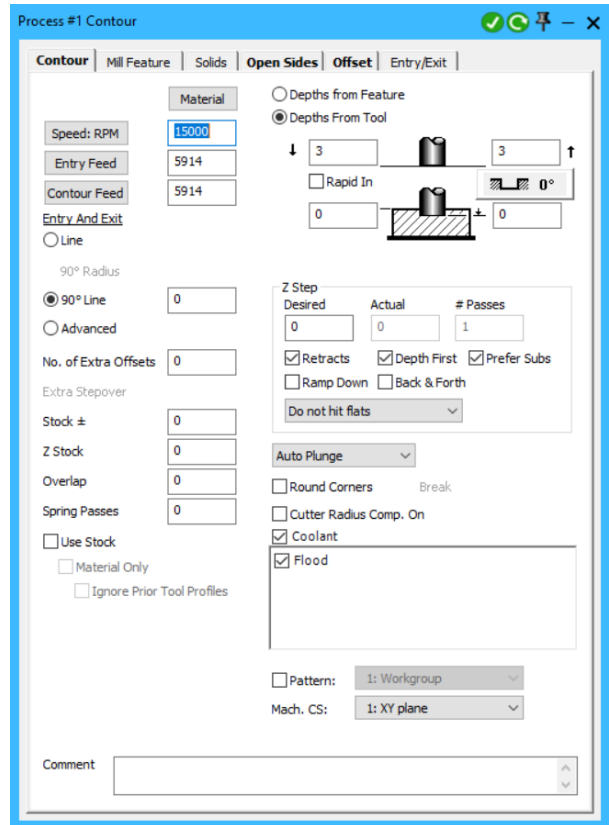 Process #1 Contour
Contour Mill Feature Solids Open Sides Offset Entry/Exit
Material
Speed: RPM 15000
Entry Feed 5914
Contour Feed 5914
Entry And Exit
Line
90° Radius
90° Line 0
Advanced
No. of Extra Offsets 0
Extra Stepover
Stock ± 0
Z Stock 0
Overlap 0
Spring Passes 0
Use Stock
Material Only
Ignore Prior Tool Profiles
Depths from Feature
Depths From Tool
3 3
Rapid In
0°
0 0
Z Step
Desired Actual # Passes
0 0 1
Retracts Depth First Prefer Subs
Ramp Down Back & Forth
Do not hit flats
Auto Plunge
Round Corners Break
Cutter Radius Comp. On
Coolant
Flood
Pattern: 1: Workgroup
Mach. CS: 1: XY plane
Comment